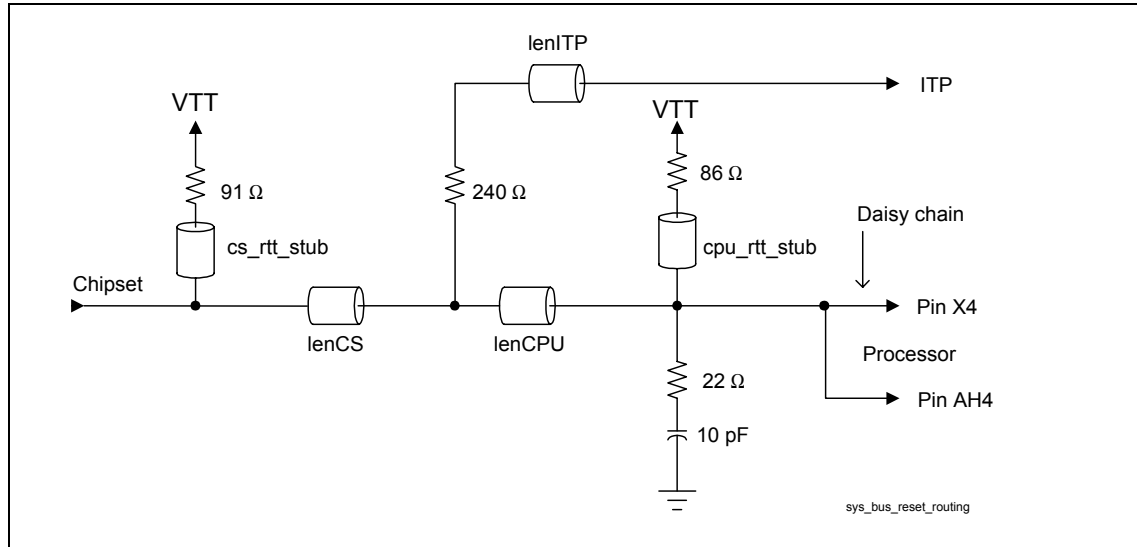 lenITP
ITP
VTT
VTT
91 Ω
240 Ω
86 Ω
Daisy chain
cs_rtt_stub
cpu_rtt_stub
Chipset
Pin X4
lenCS
lenCPU
Processor
22 Ω
Pin AH4
10 pF
sys_bus_reset_routing